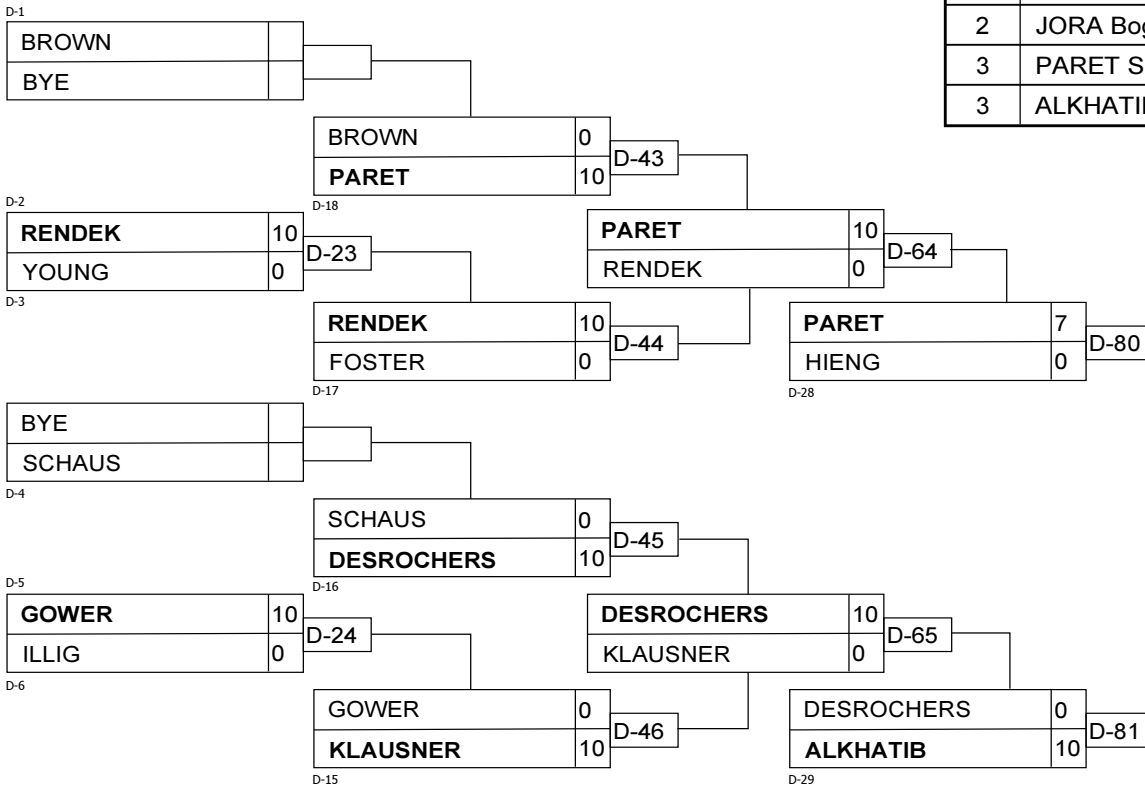 D-1
BROWN
BYE
2 JORA
3 PARET
3
BROWN 0
PARET 10
D-43
D-18
D-2
RENDEK 10
YOUNG 0
D-23
D-3
PARET 10
RENDEK 0
D-64
RENDEK 10
FOSTER 0
D-44
D-17
PARET 7
HIENG 0
D-80
D-28
BYE
SCHAUS
D-4
SCHAUS 0
DESROCHERS 10
D-45
D-16
D-5
GOWER 10
ILLIG 0
D-24
D-6
DESROCHERS 10
KLAUSNER 0
D-65
GOWER 0
KLAUSNER 10
D-46
D-15
DESROCHERS 0
ALKHATIB 10
D-81
D-29